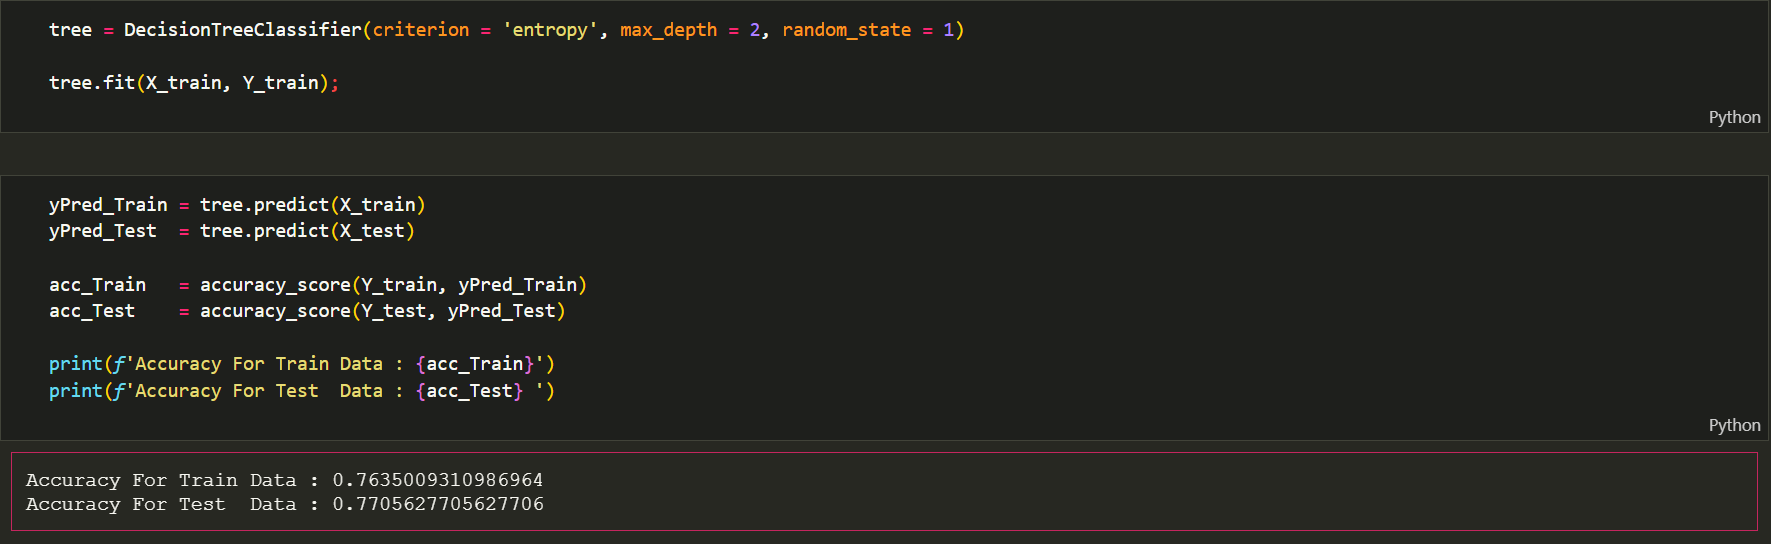 tree = DecisionTreeClassifier(criterion = 'entropy', max_depth = 2, random_state = 1)
tree.fit(X_train, Y_train);
Python
yPred_Train = tree.predict(X_train)
yPred_Test  = tree.predict(X_test)
acc_Train   = accuracy_score(Y_train, yPred_Train)
acc_Test    = accuracy_score(Y_test, yPred_Test)
print(f'Accuracy For Train Data : {acc_Train}')
print(f'Accuracy For Test  Data : {acc_Test} ')
Python
Accuracy For Train Data : 0.7635009310986964
Accuracy For Test  Data : 0.7705627705627706